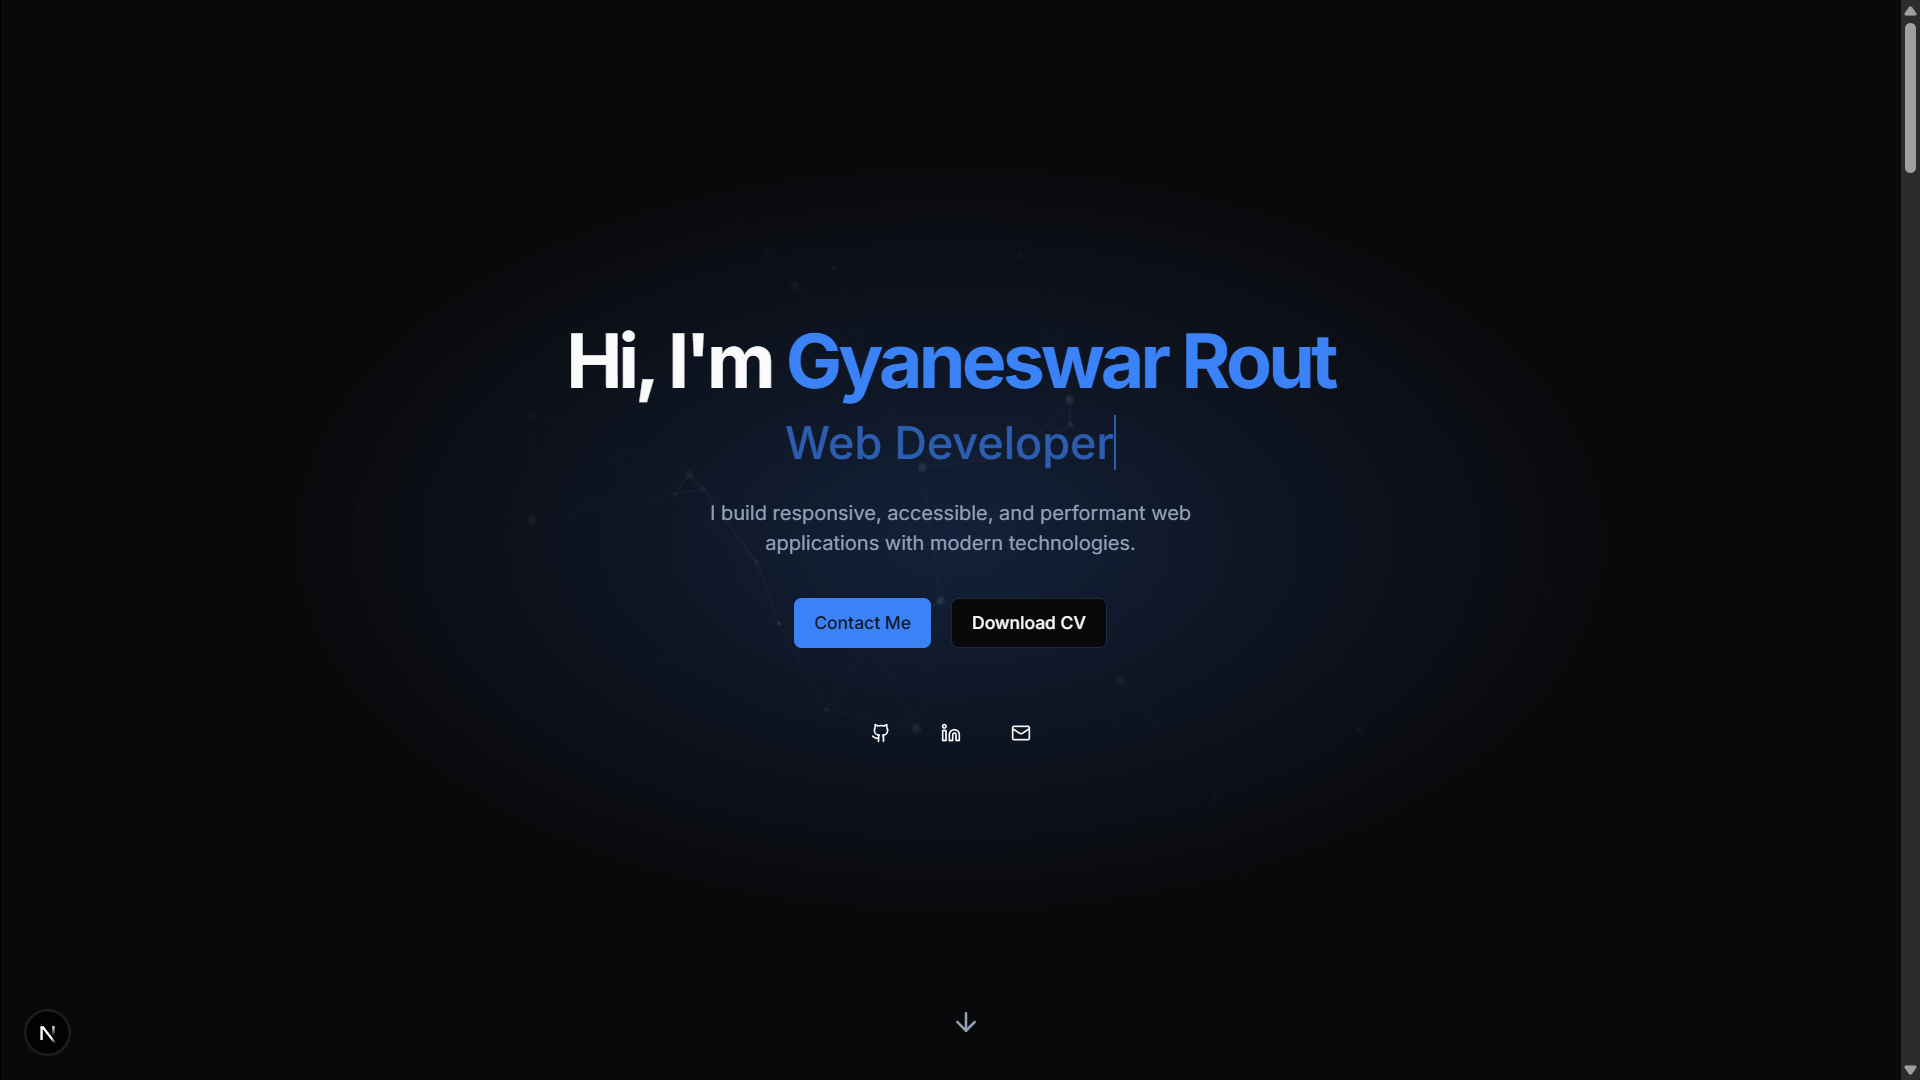 Hi, I'm Gyaneswar Rout
Web Developer
I build responsive, accessible, and performant web
applications with modern technologies.
Contact Me
Download CV
N